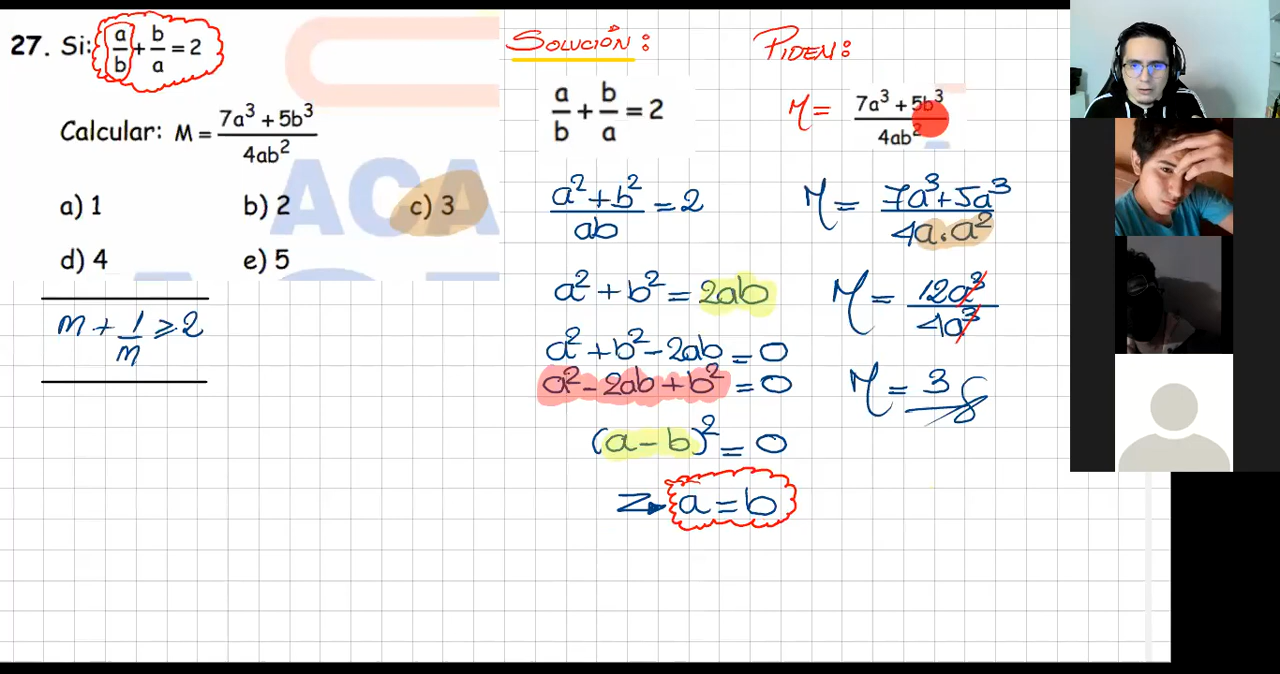 27. Si: a/b + b/a = 2
Calcular: M = (7a³ + 5b³)/(4ab²)
a) 1 b) 2 c) 3
d) 4 e) 5
m + 1/m ≥ 2
SOLUCIÓN:
a/b + b/a = 2
(a² + b²)/(ab) = 2
a² + b² = 2ab
a² + b² - 2ab = 0
a² - 2ab + b² = 0
(a - b)² = 0
a = b
PIDEN:
M = (7a³ + 5b³)/(4ab²)
M = (7a³ + 5a³)/(4a.a²)
M = 12a³/4a³
M = 3
ACA